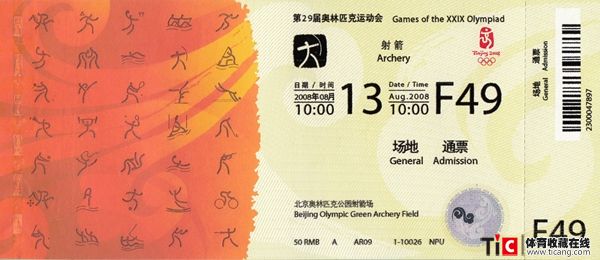 第29届奥林匹克运动会 Games of the XXIX Olympiad
射箭
Archery
Beijing 2008
日期 / 时间 Date / Time
2008年08月 13 Aug.2008 F49
10:00 10:00
场地 通票
General Admission
北京奥林匹克公园射箭场
Beijing Olympic Green Archery Field
50 RMB A AR09 1-10026 NPU
场地 通票
General Admission
2300047897
F49
TiC 体育收藏在线
www.ticang.com